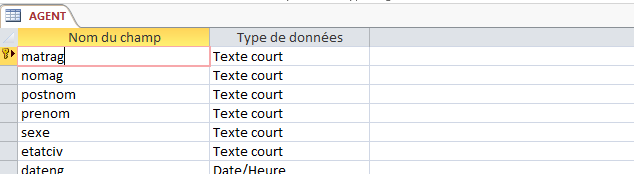 AGENT
Nom du champ Type de données
matrag Texte court
nomag Texte court
postnom Texte court
prenom Texte court
sexe Texte court
etatciv Texte court
dateng Date/Heure